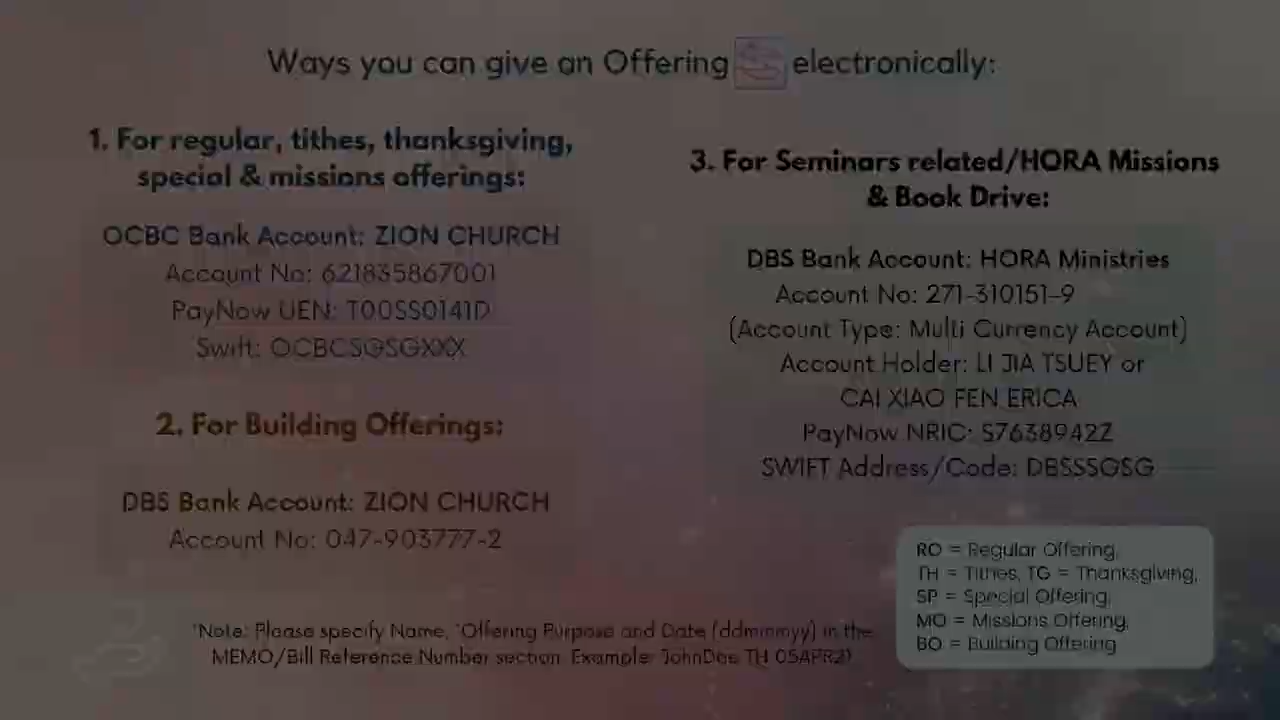 Ways you can give an Offering electronically:
1. For regular, tithes, thanksgiving,
special & missions offerings:
OCBC Bank Account: ZION CHURCH
Account No: 621835867001
PayNow UEN: T00SS0141D
Swift: OCBCSGSGXXX
2. For Building Offerings:
DBS Bank Account: ZION CHURCH
Account No: 047-903777-2
3. For Seminars related/HORA Missions
& Book Drive:
DBS Bank Account: HORA Ministries
Account No: 271-310151-9
(Account Type: Multi Currency Account)
Account Holder: LI JIA TSUEY or
CAI XIAO FEN ERICA
PayNow NRIC: S7638942Z
SWIFT Address/Code: DBSSSGSG
*Note: Please specify Name, *Offering Purpose and Date (ddmmmyy) in the
MEMO/Bill Reference Number section. Example: JohnDoe TH 05APR21
RO = Regular Offering,
TH = Tithes, TG = Thanksgiving,
SP = Special Offering,
MO = Missions Offering,
BO = Building Offering